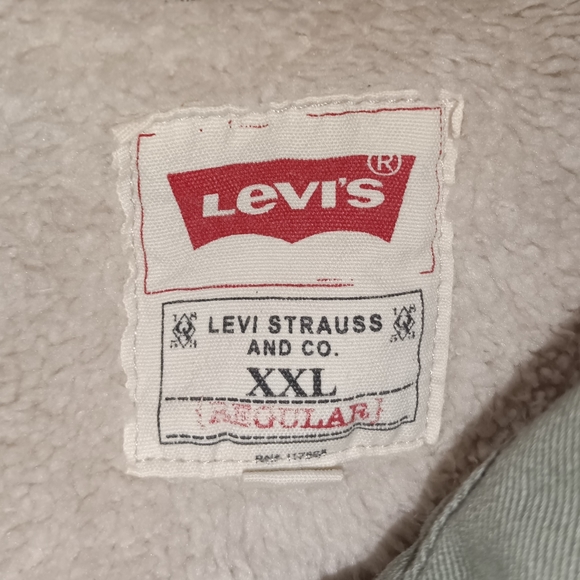 LEVI'S®
LEVI STRAUSS
AND CO.
XXL
{REGULAR}